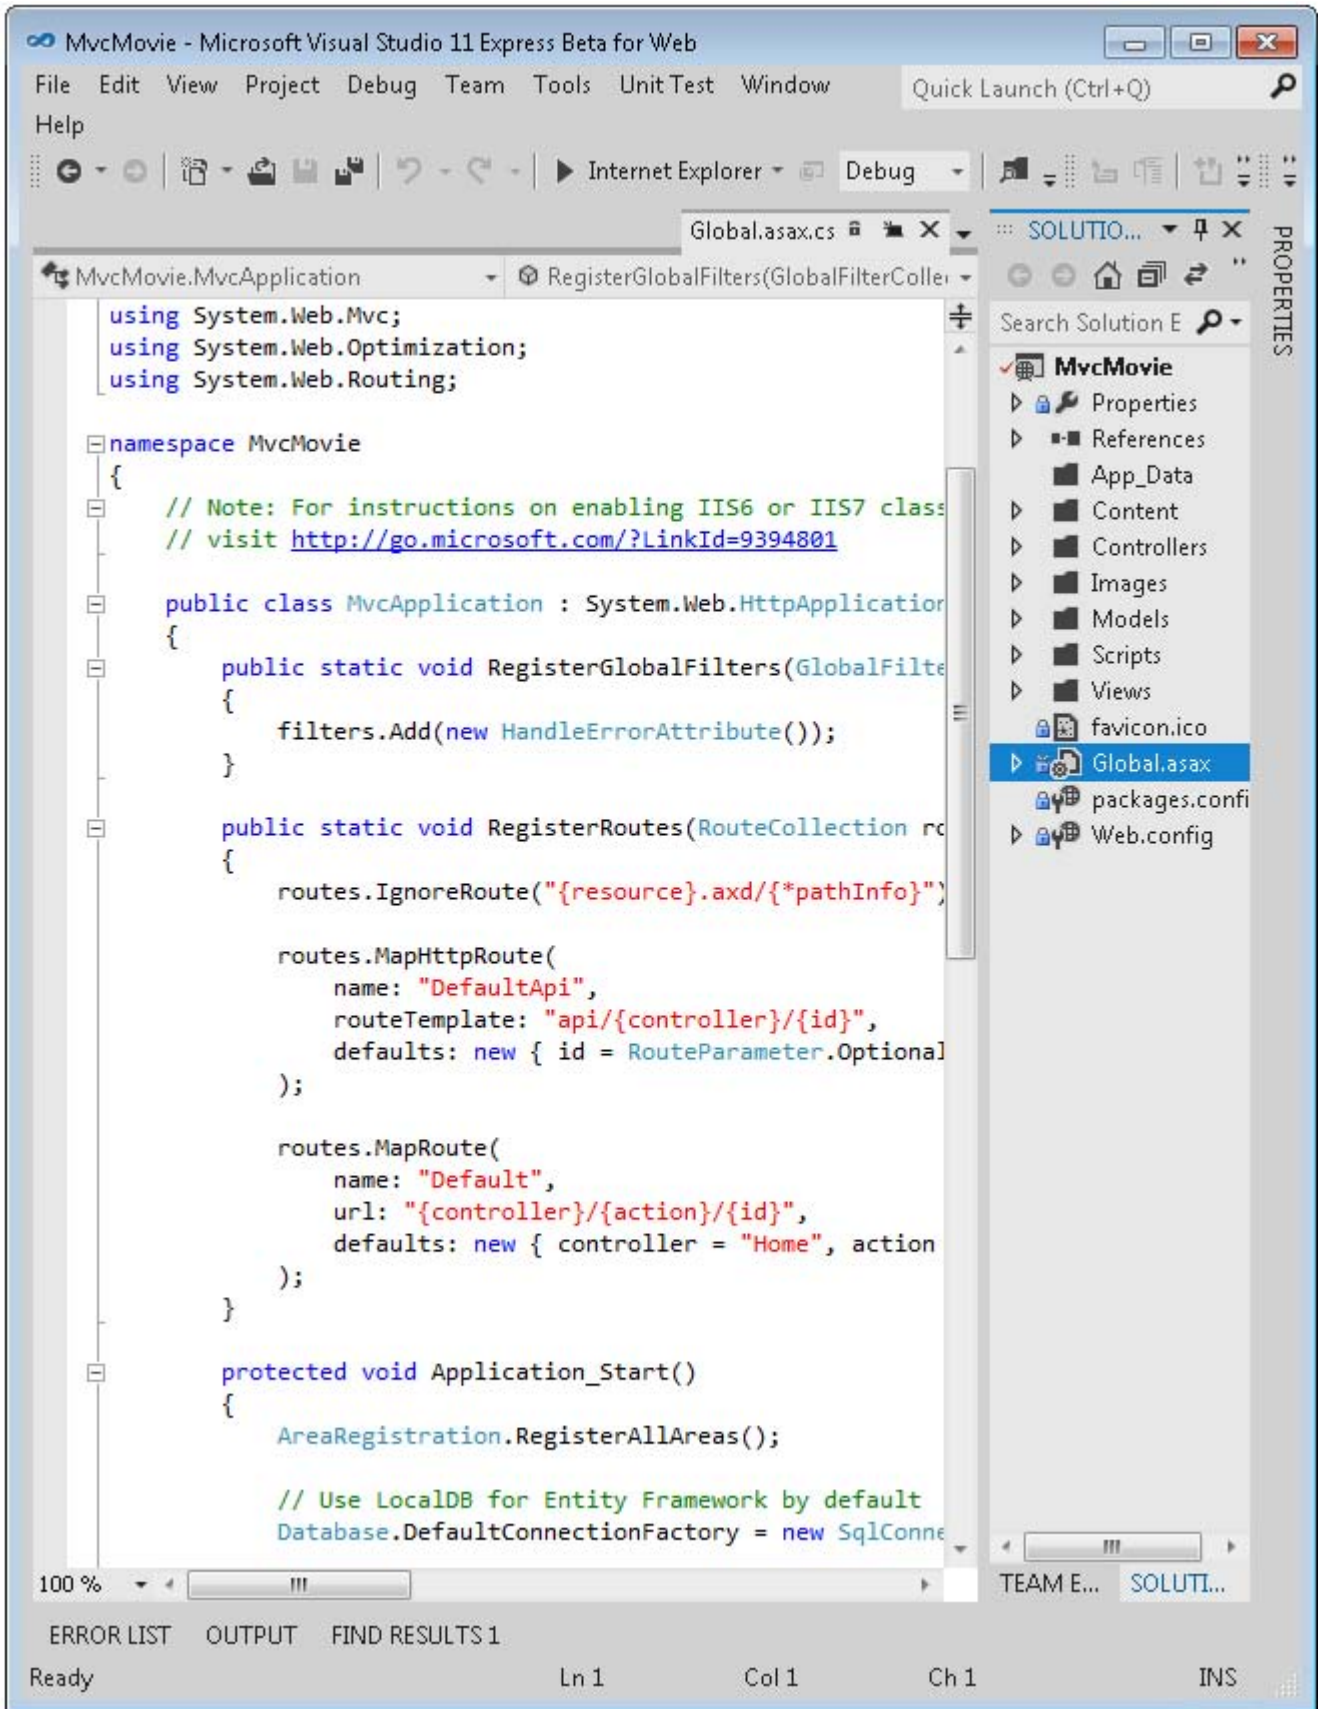 MvcMovie - Microsoft Visual Studio 11 Express Beta for Web
File Edit View Project Debug Team Tools Unit Test Window
Quick Launch (Ctrl+Q)
Help
Internet Explorer Debug
Global.asax.cs
MvcMovie.MvcApplication
RegisterGlobalFilters(GlobalFilterColle
using System.Web.Mvc;
using System.Web.Optimization;
using System.Web.Routing;
namespace MvcMovie
{
// Note: For instructions on enabling IIS6 or IIS7 class
// visit http://go.microsoft.com/?LinkId=9394801
public class MvcApplication : System.Web.HttpApplication
{
public static void RegisterGlobalFilters(GlobalFilte
{
filters.Add(new HandleErrorAttribute());
}
public static void RegisterRoutes(RouteCollection ro
{
routes.IgnoreRoute("{resource}.axd/{*pathInfo}")
routes.MapHttpRoute(
name: "DefaultApi",
routeTemplate: "api/{controller}/{id}",
defaults: new { id = RouteParameter.Optional
);
routes.MapRoute(
name: "Default",
url: "{controller}/{action}/{id}",
defaults: new { controller = "Home", action
);
}
protected void Application_Start()
{
AreaRegistration.RegisterAllAreas();
// Use LocalDB for Entity Framework by default
Database.DefaultConnectionFactory = new SqlConne
100 %
SOLUTIO...
Search Solution E
MvcMovie
Properties
References
App_Data
Content
Controllers
Images
Models
Scripts
Views
favicon.ico
Global.asax
packages.confi
Web.config
TEAM E... SOLUTI...
PROPERTIES
ERROR LIST OUTPUT FIND RESULTS 1
Ready Ln 1 Col 1 Ch 1 INS